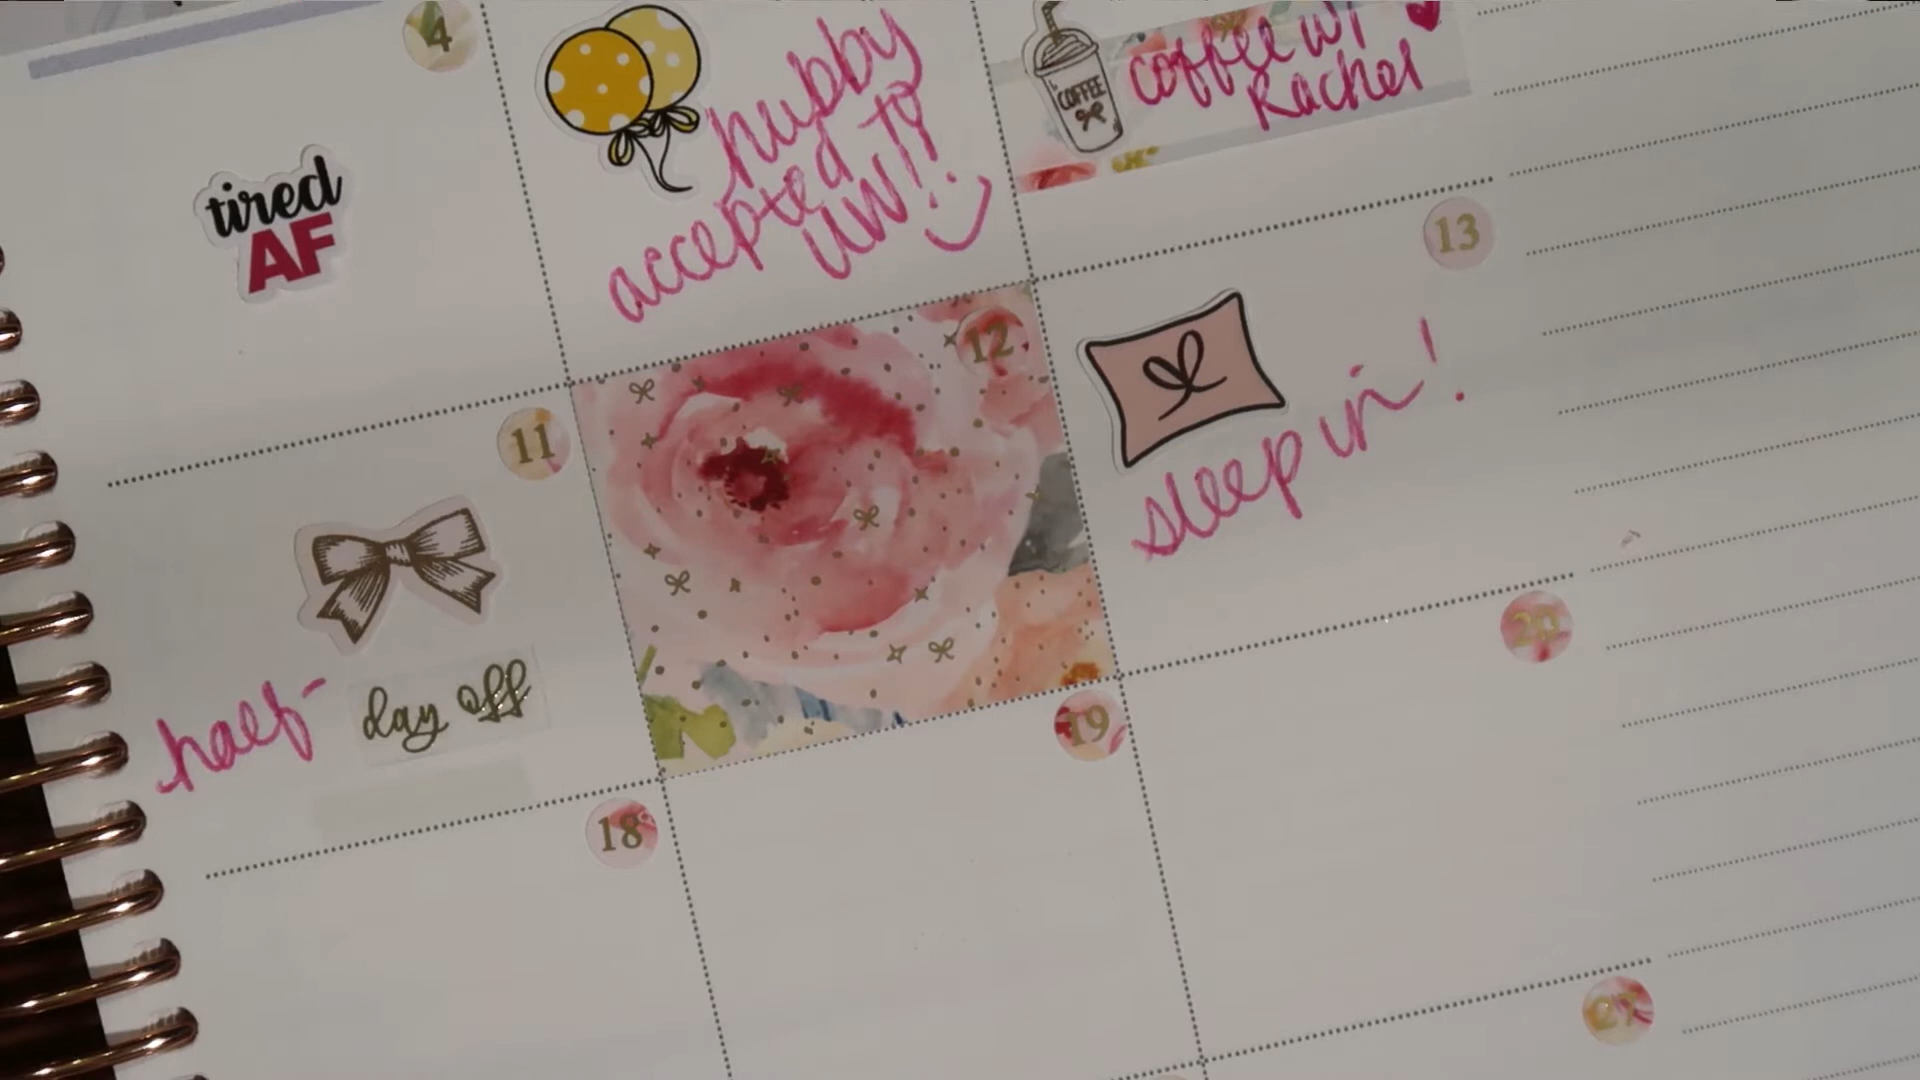 4
tired
AF
hubby
accepted to
UW!!
COFFEE
coffee w/
Rachel
11
half-
day off
12
13
sleep in!
18
19
20
27